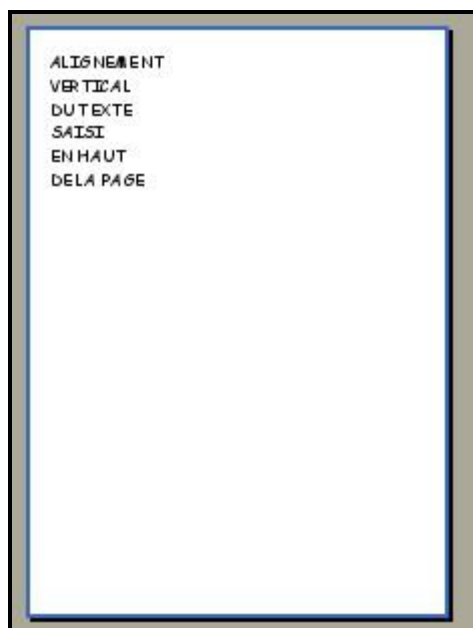 ALIGNEMENT
VERTICAL
DU TEXTE
SAISI
EN HAUT
DE LA PAGE